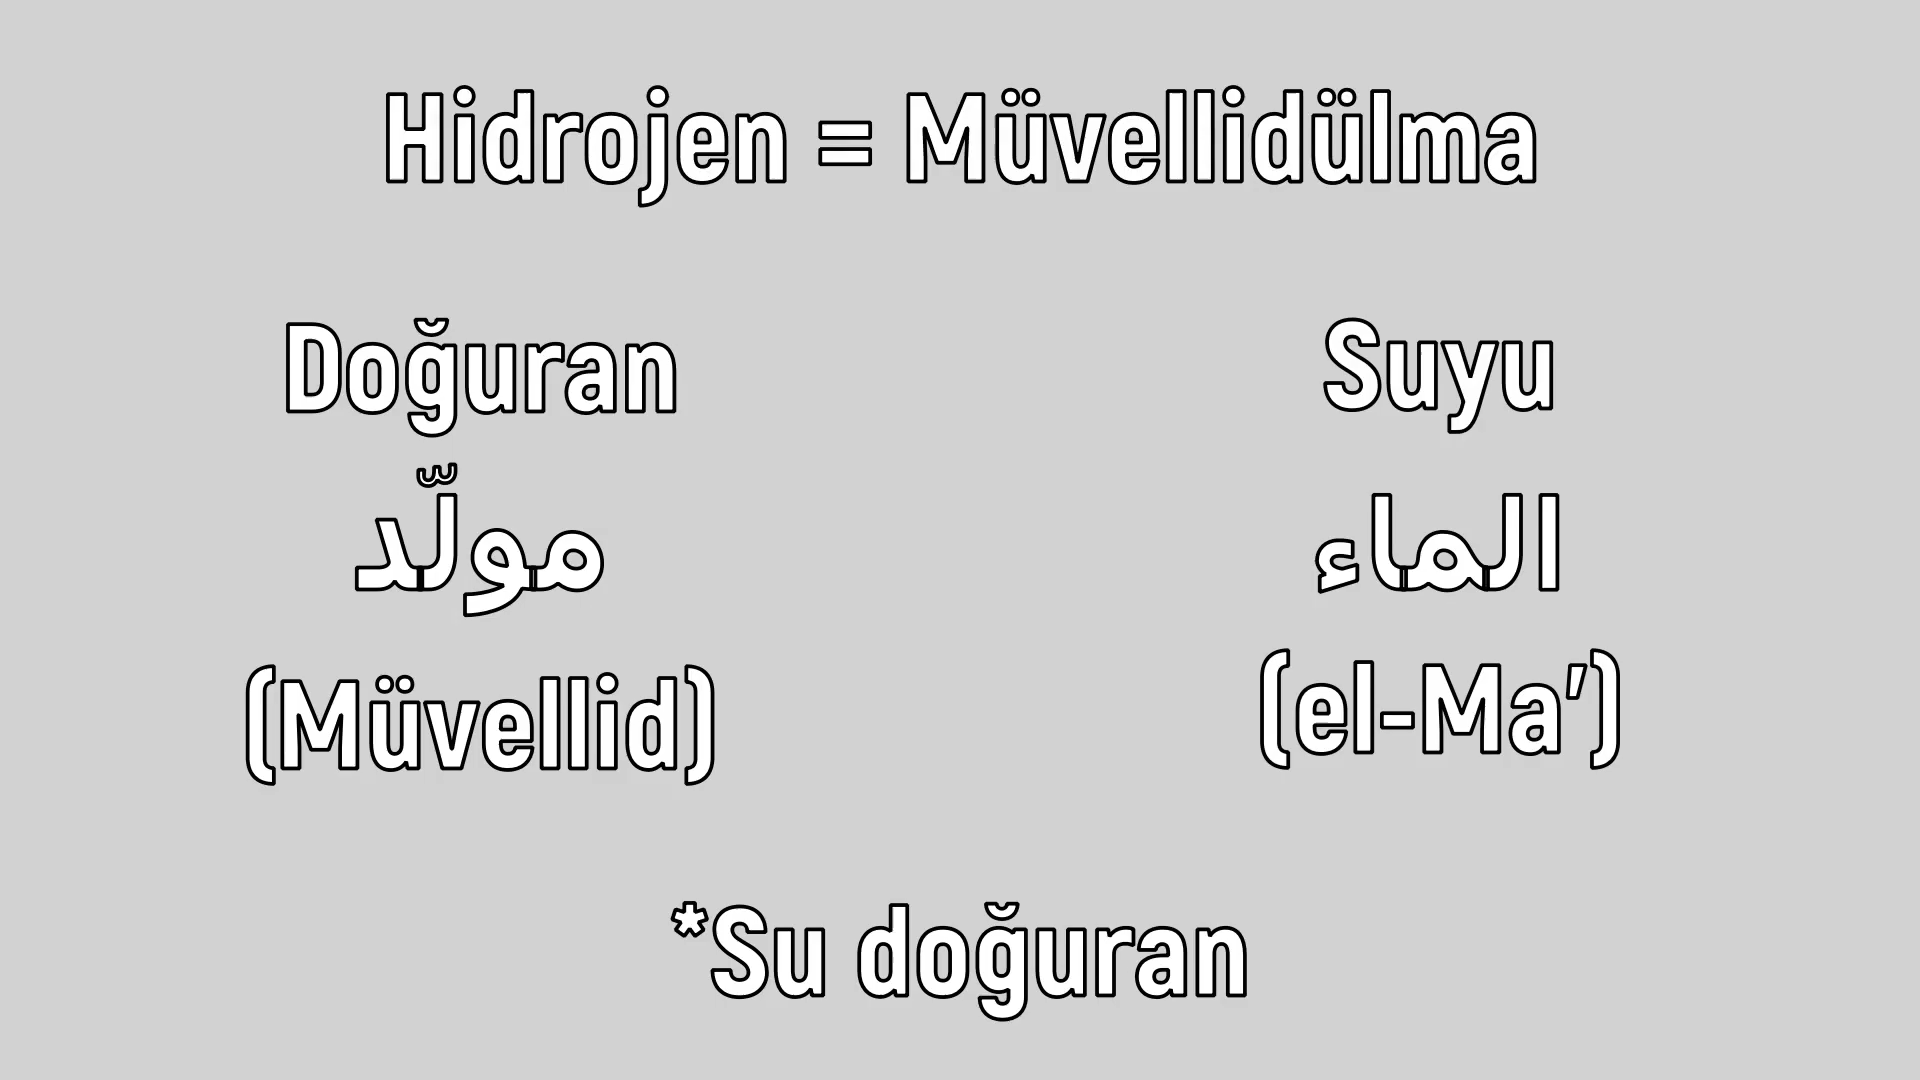 Hidrojen = Müvellidülma
Doğuran
مولّد
(Müvellid)
Suyu
الماء
(el-Ma')
*Su doğuran